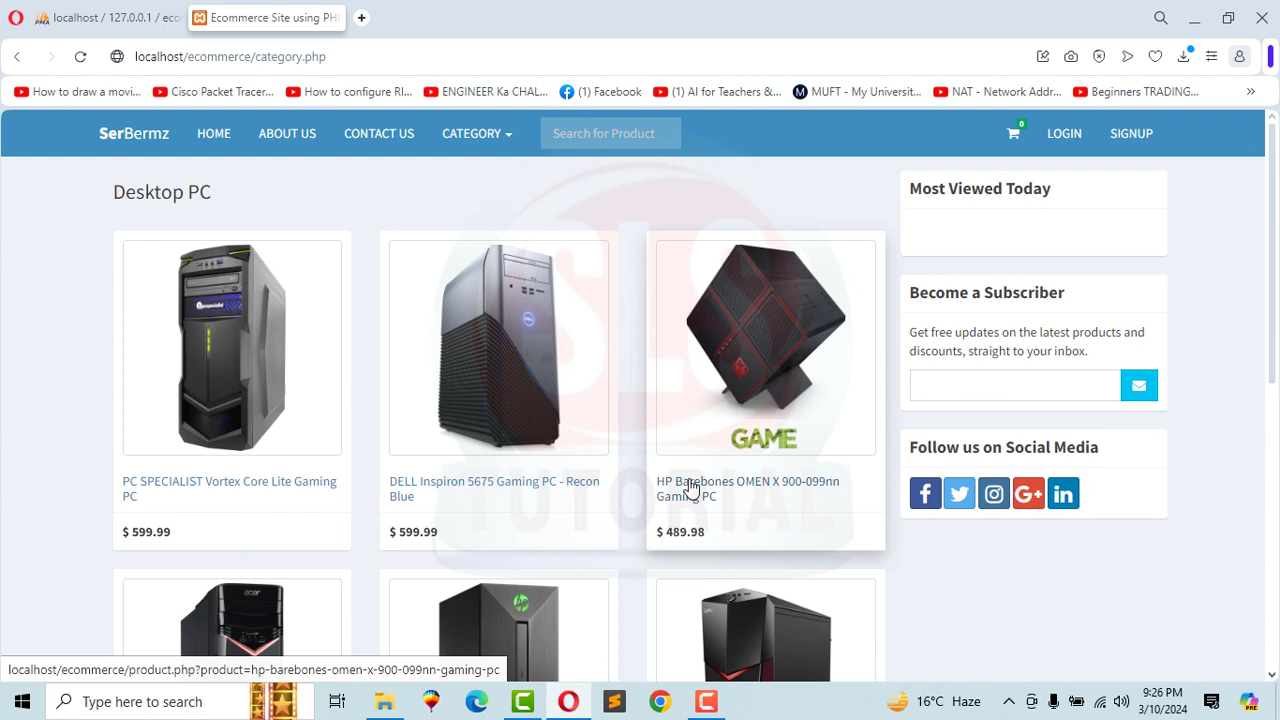 localhost / 127.0.0.1 / eco
Ecommerce Site using PH
localhost/ecommerce/category.php
How to draw a movi...
Cisco Packet Tracer...
How to configure RI...
ENGINEER Ka CHAL...
(1) Facebook
(1) AI for Teachers &...
MUFT - My Universit...
NAT - Network Addr...
Beginners TRADING...
SerBermz
HOME
ABOUT US
CONTACT US
CATEGORY
Search for Product
0
LOGIN
SIGNUP
Desktop PC
Most Viewed Today
Become a Subscriber
Get free updates on the latest products and
discounts, straight to your inbox.
Follow us on Social Media
GAME
PC SPECIALIST Vortex Core Lite Gaming
PC
$ 599.99
DELL Inspiron 5675 Gaming PC - Recon
Blue
$ 599.99
HP Barebones OMEN X 900-099nn
Gaming PC
$ 489.98
TUTORIAL
acer
localhost/ecommerce/product.php?product=hp-barebones-omen-x-900-099nn-gaming-pc
Type here to search
16°C Haze
9:26 PM
3/10/2024